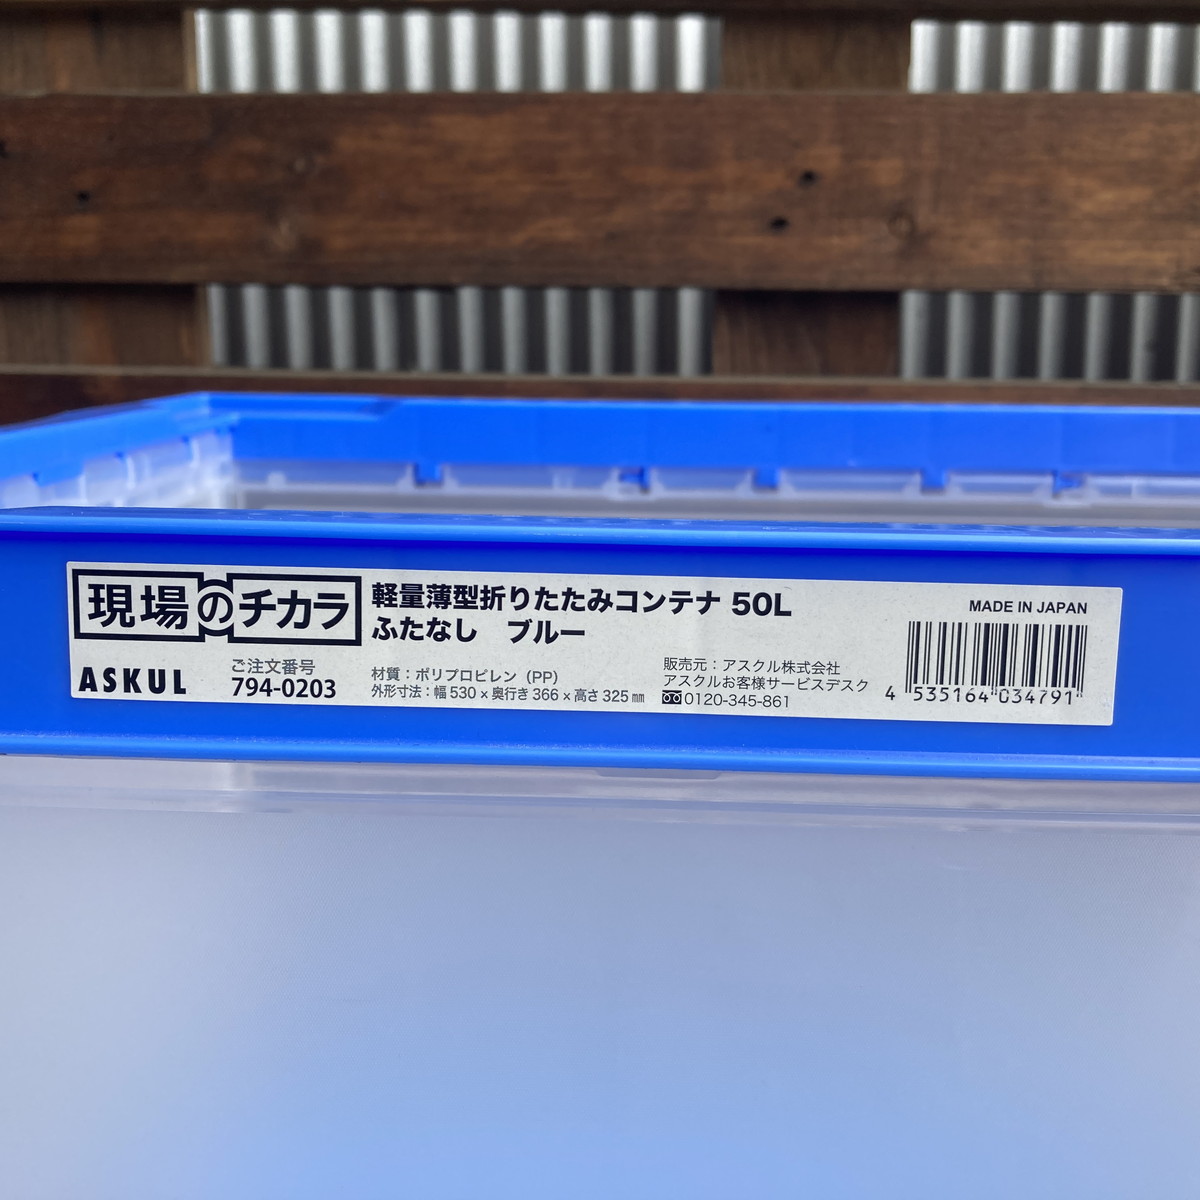 現場のチカラ
ASKUL
ご注文番号
794-0203
軽量薄型折りたたみコンテナ 50L
ふたなし ブルー
材質：ポリプロピレン（PP）
外形寸法：幅 530 × 奥行き 366 × 高さ 325 ㎜
販売元：アスクル株式会社
アスクルお客様サービスデスク
0120-345-861
MADE IN JAPAN
4 535164 034791